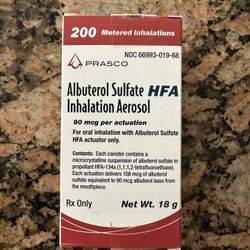 200 Metered Inhalations
NDC 66993-019-68
PRASCO
Albuterol Sulfate HFA
Inhalation Aerosol
90 mcg per actuation
For oral inhalation with Albuterol Sulfate
HFA actuator only.
Contents: Each canister contains a
microcrystalline suspension of albuterol sulfate in
propellant HFA-134a (1,1,1,2-tetrafluoroethane).
Each actuation delivers 108 mcg of albuterol
sulfate equivalent to 90 mcg albuterol base from
the mouthpiece.
Rx Only
Net Wt. 18 g